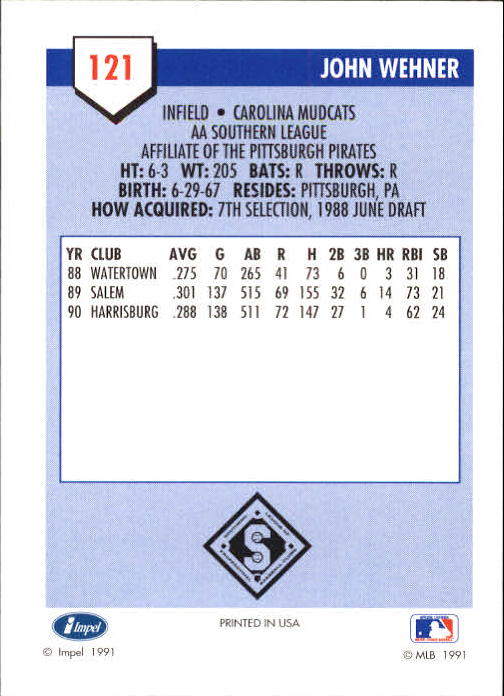 121
JOHN WEHNER
INFIELD • CAROLINA MUDCATS
AA SOUTHERN LEAGUE
AFFILIATE OF THE PITTSBURGH PIRATES
HT: 6-3 WT: 205 BATS: R THROWS: R
BIRTH: 6-29-67 RESIDES: PITTSBURGH, PA
HOW ACQUIRED: 7TH SELECTION, 1988 JUNE DRAFT
YR CLUB AVG G AB R H 2B 3B HR RBI SB
88 WATERTOWN .275 70 265 41 73 6 0 3 31 18
89 SALEM .301 137 515 69 155 32 6 14 73 21
90 HARRISBURG .288 138 511 72 147 27 1 4 62 24
S
Impel
PRINTED IN USA
© Impel 1991
© MLB 1991